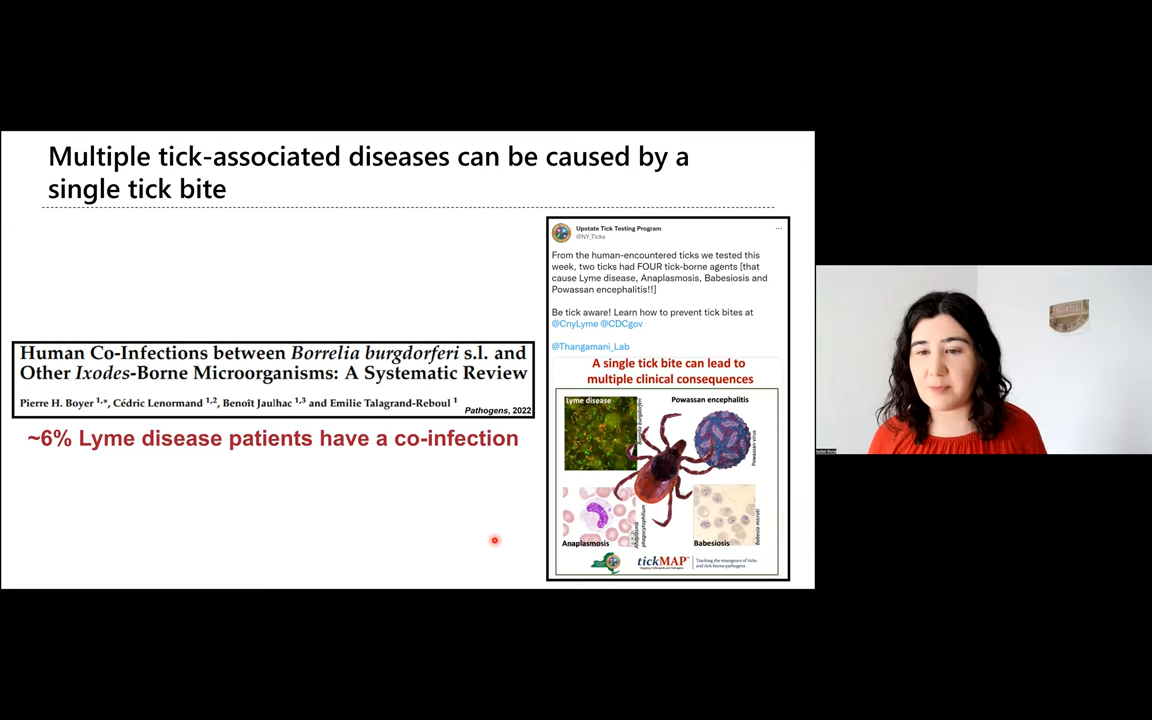 Multiple tick-associated diseases can be caused by a
single tick bite
Human Co-Infections between Borrelia burgdorferi s.l. and
Other Ixodes-Borne Microorganisms: A Systematic Review
Pierre H. Boyer 1,*, Cédric Lenormand 1,2, Benoît Jaulhac 1,3 and Emilie Talagrand-Reboul 1
Pathogens, 2022
~6% Lyme disease patients have a co-infection
Upstate Tick Testing Program
@NY_Ticks
From the human-encountered ticks we tested this
week, two ticks had FOUR tick-borne agents [that
cause Lyme disease, Anaplasmosis, Babesiosis and
Powassan encephalitis!!]
Be tick aware! Learn how to prevent tick bites at
@CnyLyme @CDCgov
@Thangamani_Lab
A single tick bite can lead to
multiple clinical consequences
Lyme disease
Borrelia burgdorferi
Powassan encephalitis
Powassan virus
Anaplasmosis
Anaplasma
phagocytophilum
Babesiosis
Babesia microti
tickMAP
Tracking the emergence of ticks
and tick-borne pathogens